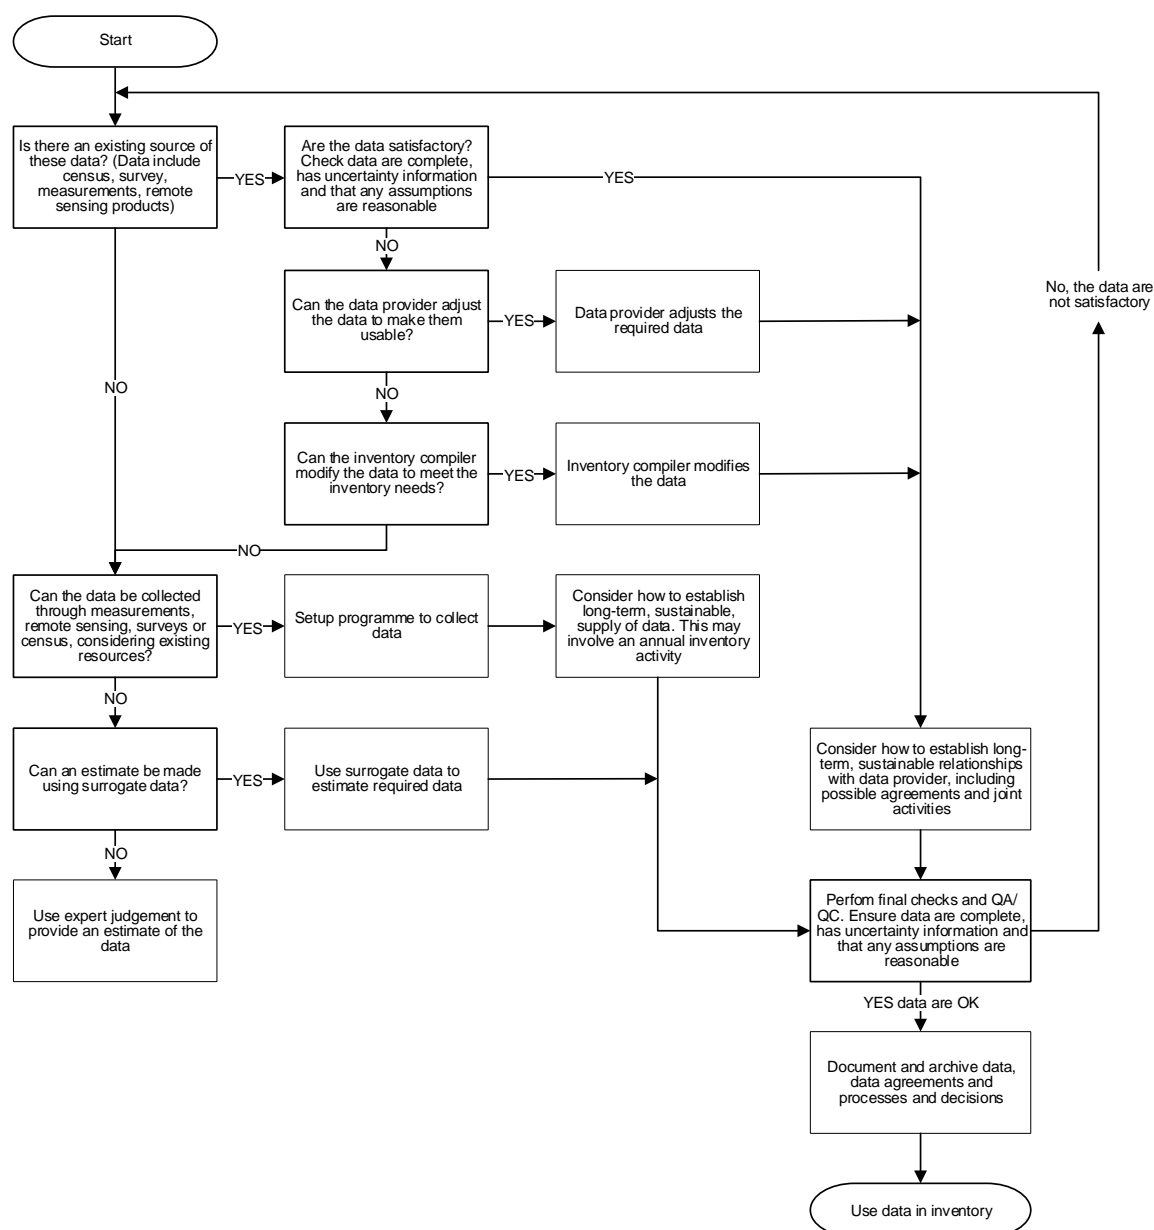 Start
Is there an existing source of
these data? (Data include
census, survey,
measurements, remote
sensing products)
YES
Are the data satisfactory?
Check data are complete,
has uncertainty information
and that any assumptions
are reasonable
YES
NO
No, the data are
not satisfactory
Can the data provider adjust
the data to make them
usable?
YES
Data provider adjusts the
required data
NO
NO
Can the inventory compiler
modify the data to meet the
inventory needs?
YES
Inventory compiler modifies
the data
NO
Can the data be collected
through measurements,
remote sensing, surveys or
census, considering existing
resources?
YES
Setup programme to collect
data
Consider how to establish
long-term, sustainable,
supply of data. This may
involve an annual inventory
activity
NO
Can an estimate be made
using surrogate data?
YES
Use surrogate data to
estimate required data
Consider how to establish long-
term, sustainable relationships
with data provider, including
possible agreements and joint
activities
NO
Use expert judgement to
provide an estimate of the
data
Perfom final checks and QA/
QC. Ensure data are complete,
has uncertainty information and
that any assumptions are
reasonable
YES data are OK
Document and archive data,
data agreements and
processes and decisions
Use data in inventory